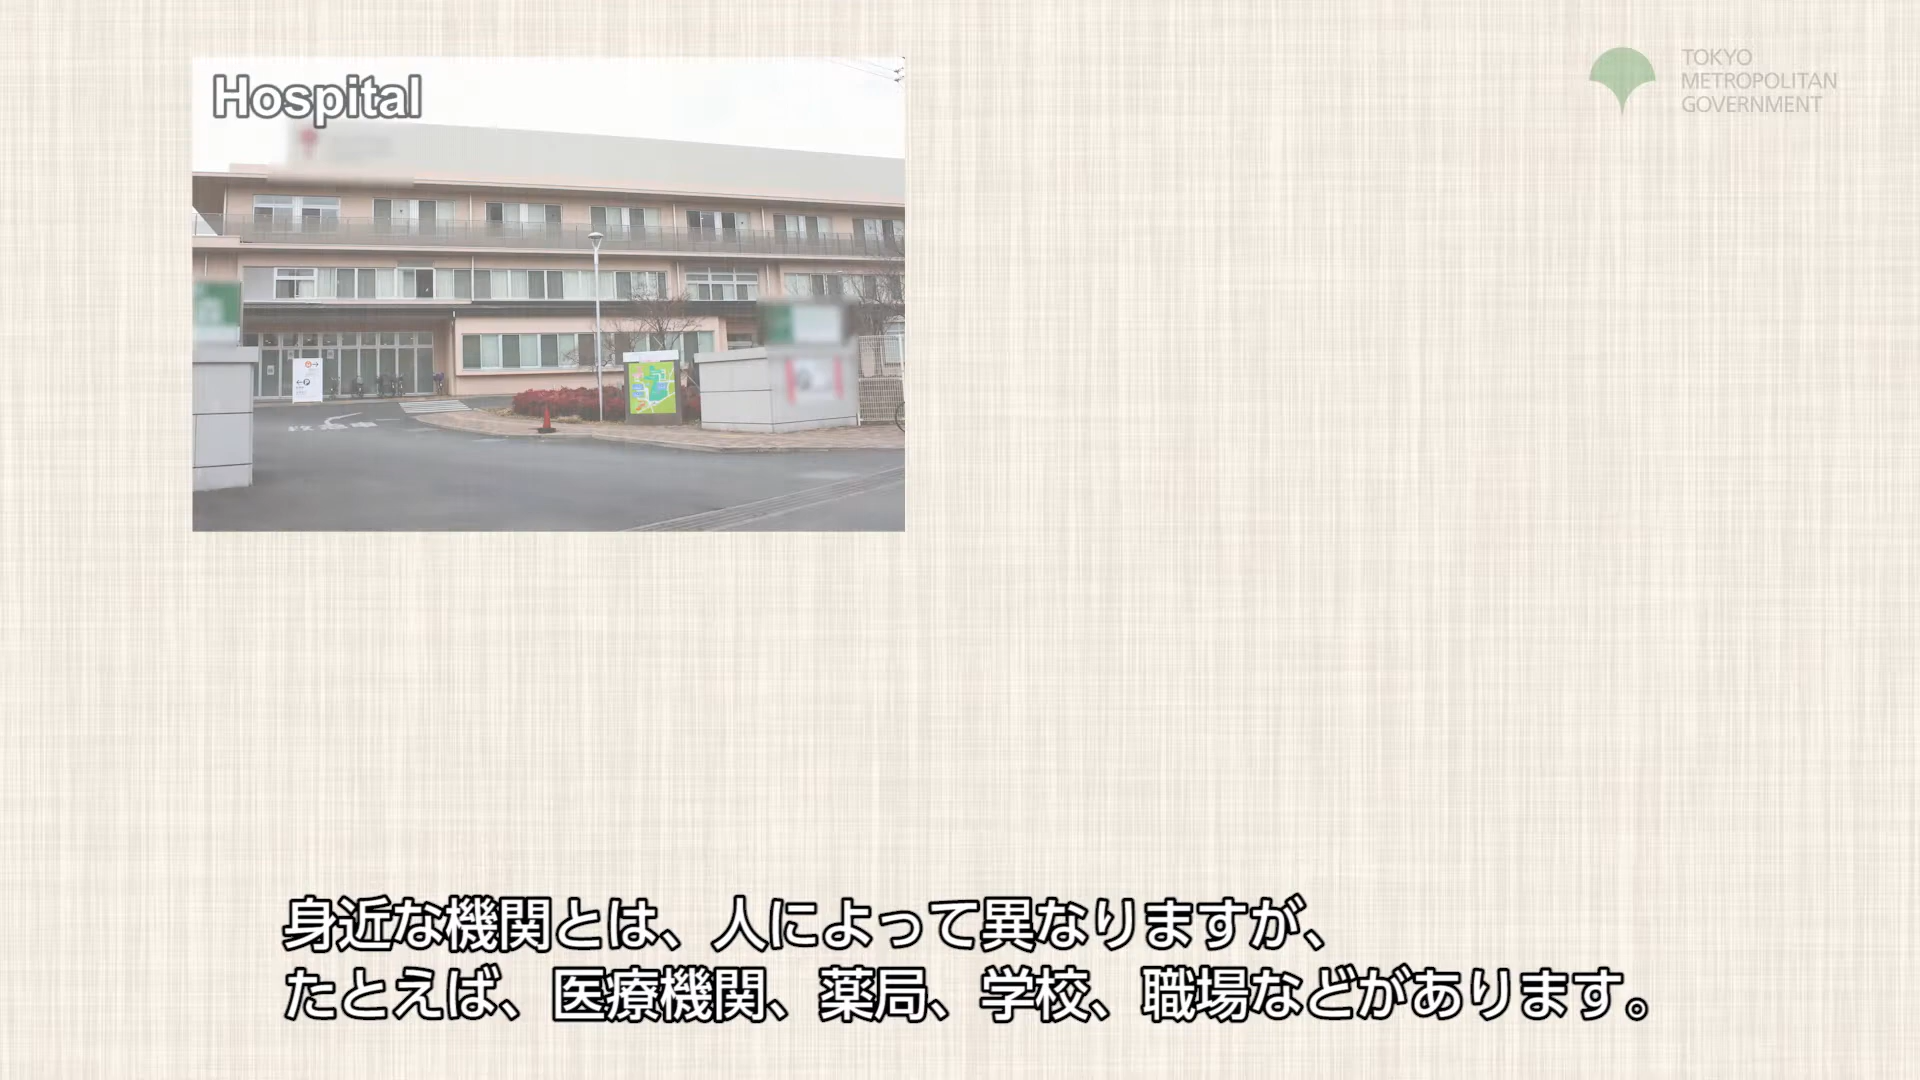 Hospital
TOKYO
METROPOLITAN
GOVERNMENT
身近な機関とは、人によって異なりますが、
たとえば、医療機関、薬局、学校、職場などがあります。